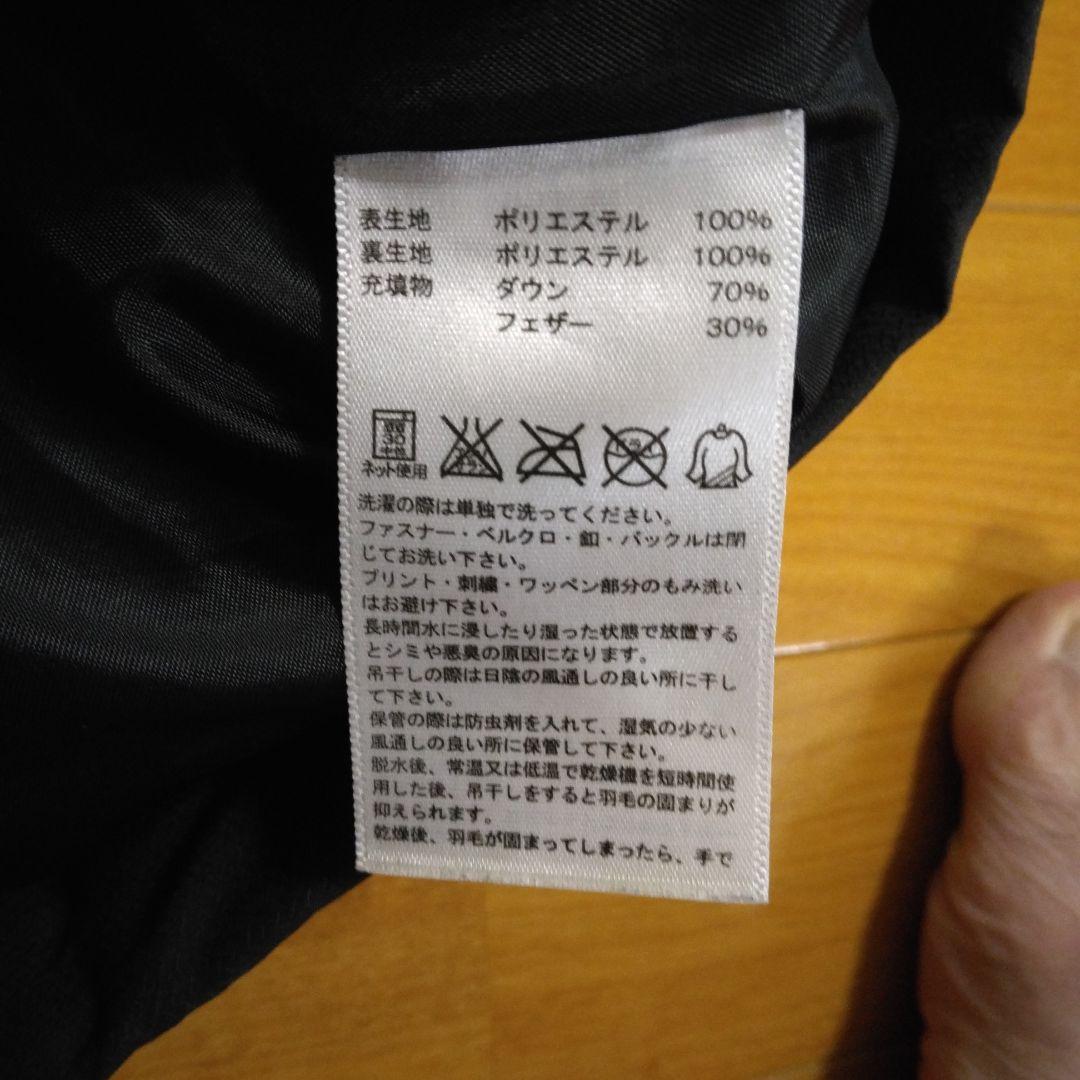 表生地 ポリエステル 100%
裏生地 ポリエステル 100%
充填物 ダウン 70%
フェザー 30%
弱
30
中性
ネット使用
エンソ
サラシ
ドライ
洗濯の際は単独で洗ってください。
ファスナー・ベルクロ・釦・バックルは閉
じてお洗い下さい。
プリント・刺繍・ワッペン部分のもみ洗い
はお避け下さい。
長時間水に浸したり湿った状態で放置する
とシミや悪臭の原因になります。
吊干しの際は日陰の風通しの良い所に干し
て下さい。
保管の際は防虫剤を入れて、湿気の少ない
風通しの良い所に保管して下さい。
脱水後、常温又は低温で乾燥機を短時間使
用した後、吊干しをすると羽毛の固まりが
抑えられます。
乾燥後、羽毛が固まってしまったら、手で